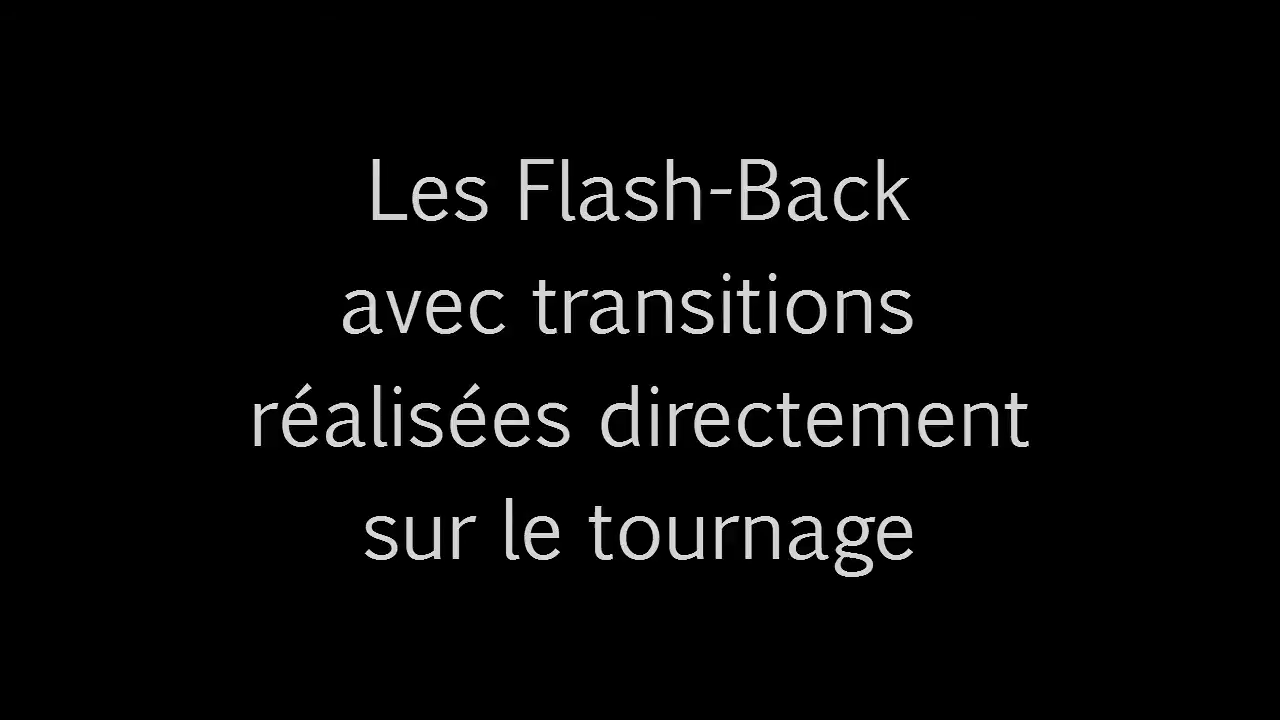 Les Flash-Back
avec transitions
réalisées directement
sur le tournage